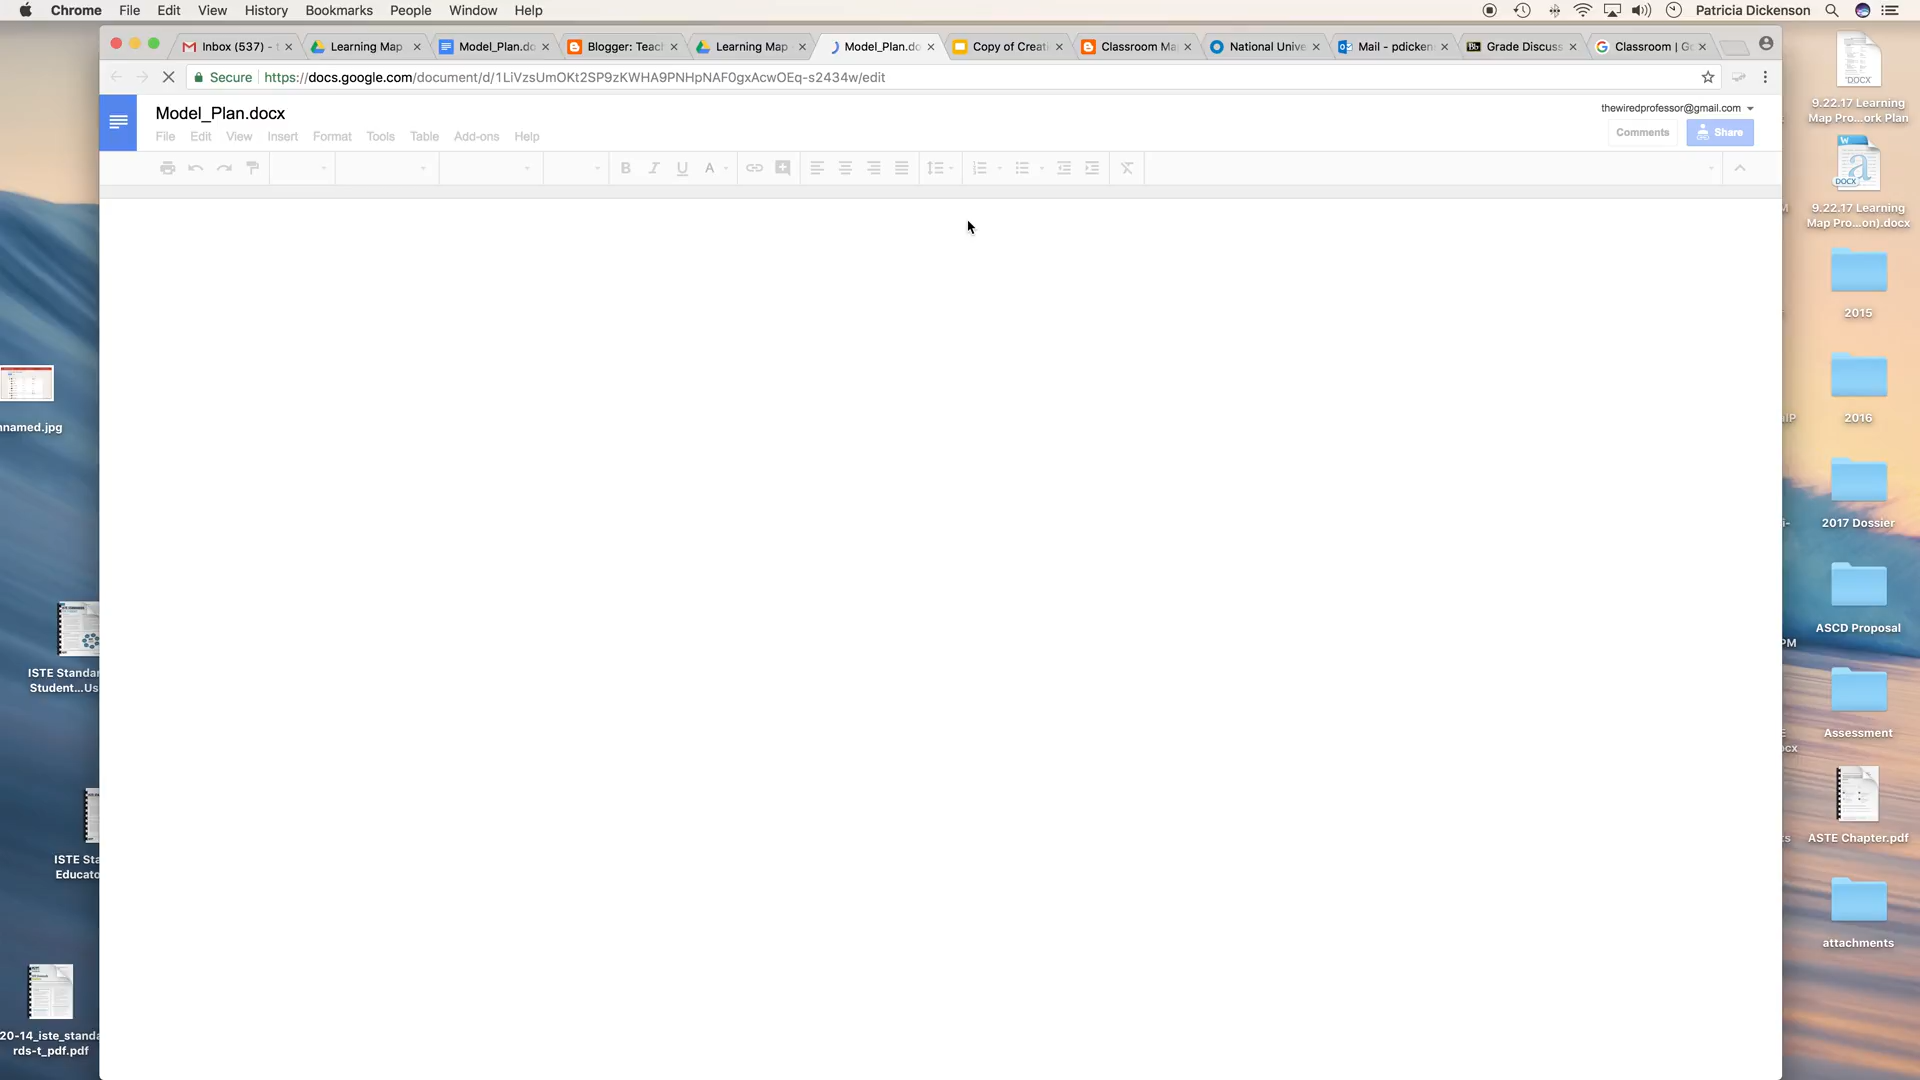 Chrome File Edit View History Bookmarks People Window Help Patricia Dickenson
Inbox (537) - Learning Map Model_Plan.do Blogger: Teac Learning Map Model_Plan.do Copy of Creati Classroom Ma National Unive Mail - pdicken Grade Discuss Classroom | G
Secure https://docs.google.com/document/d/1LiVzsUmOKt2SP9zKWHA9PNHpNAF0gxAcwOEq-s2434w/edit
Model_Plan.docx
thewiredprofessor@gmail.com
File Edit View Insert Format Tools Table Add-ons Help
Comments Share
B I U A
DOCX
9.22.17 Learning
Map Pro...ork Plan
DOCX
9.22.17 Learning
Map Pro...on).docx
2015
2016
2017 Dossier
ASCD Proposal
Assessment
ASTE Chapter.pdf
attachments
nnamed.jpg
ISTE Standar
Student...Us
ISTE Sta
Educato
20-14_iste_standa
rds-t_pdf.pdf